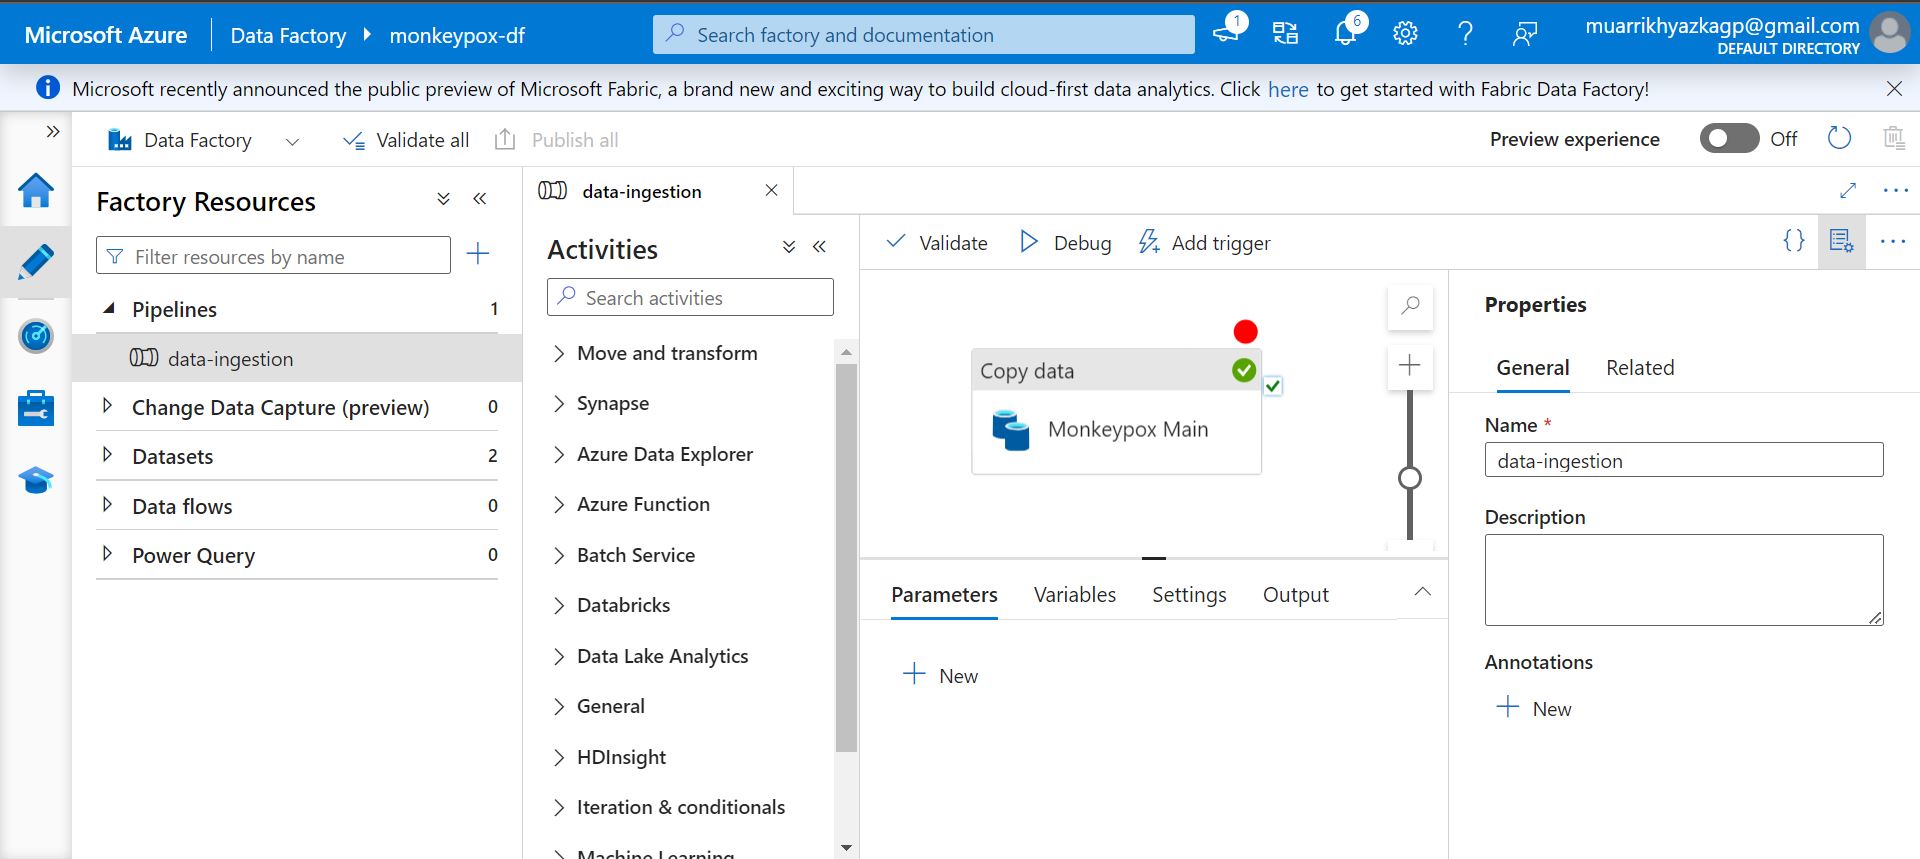 Microsoft Azure
Data Factory
monkeypox-df
Search factory and documentation
1
6
muarrikhyazkagp@gmail.com
DEFAULT DIRECTORY
Microsoft recently announced the public preview of Microsoft Fabric, a brand new and exciting way to build cloud-first data analytics. Click here to get started with Fabric Data Factory!
Data Factory
Validate all
Publish all
Preview experience
Off
Factory Resources
Filter resources by name
Pipelines 1
data-ingestion
Change Data Capture (preview) 0
Datasets 2
Data flows 0
Power Query 0
data-ingestion
Activities
Search activities
Move and transform
Synapse
Azure Data Explorer
Azure Function
Batch Service
Databricks
Data Lake Analytics
General
HDInsight
Iteration & conditionals
Machine Learning
Validate
Debug
Add trigger
Copy data
Monkeypox Main
Parameters
Variables
Settings
Output
New
Properties
General
Related
Name *
data-ingestion
Description
Annotations
New